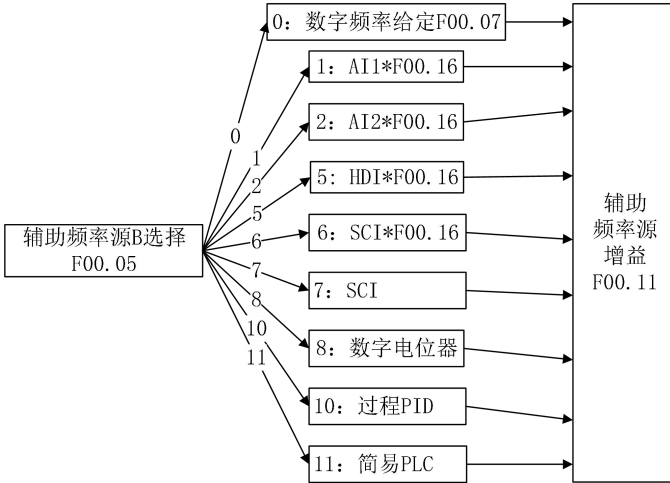 0：数字频率给定F00.07
1：AI1*F00.16
2：AI2*F00.16
5：HDI*F00.16
6：SCI*F00.16
7：SCI
8：数字电位器
10：过程PID
11：简易PLC
0
1
2
5
6
7
8
10
11
辅助频率源B选择
F00.05
辅助
频率源
增益
F00.11